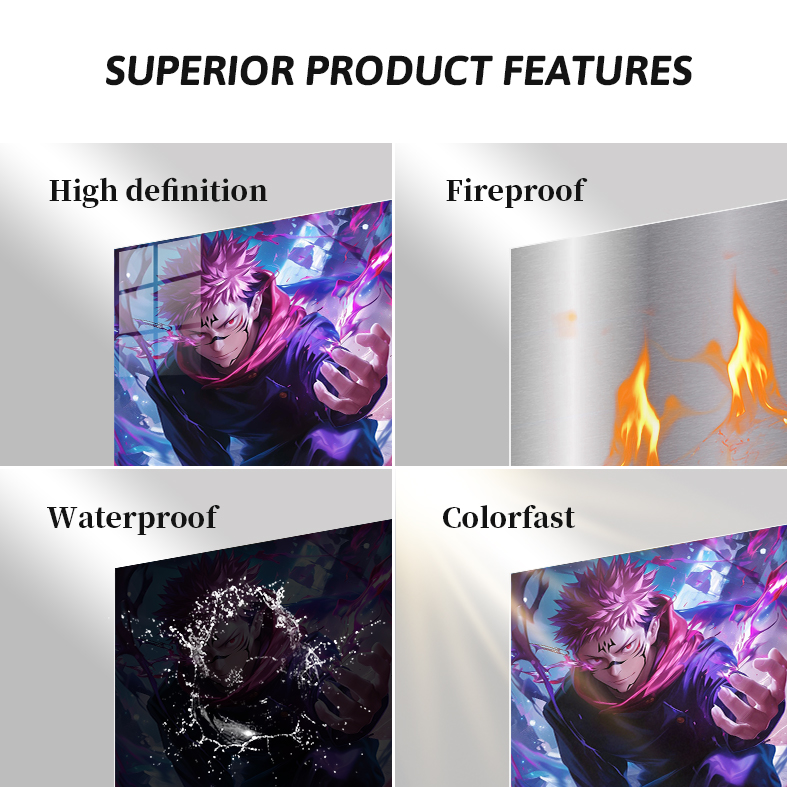 SUPERIOR PRODUCT FEATURES
High definition
Fireproof
Waterproof
Colorfast